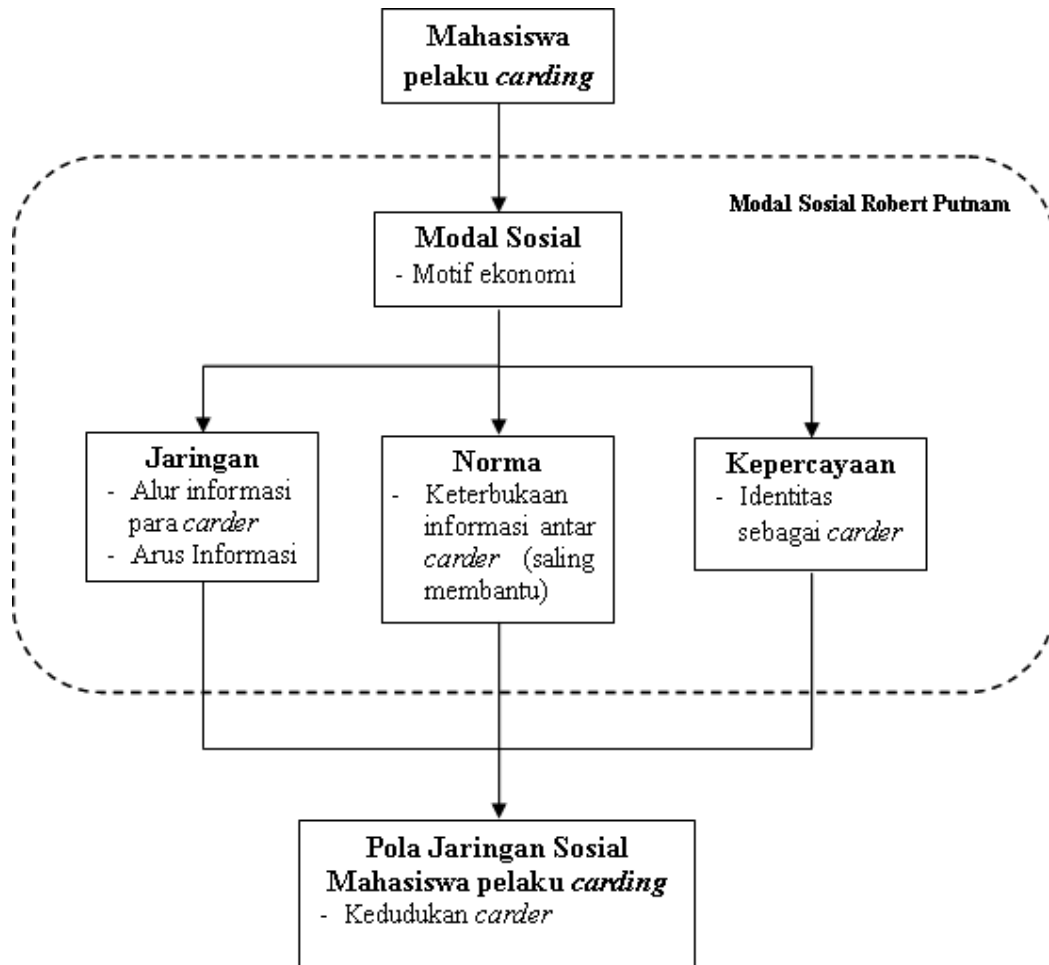 Mahasiswa
pelaku carding
Modal Sosial Robert Putnam
Modal Sosial
- Motif ekonomi
Jaringan
- Alur informasi
para carder
- Arus Informasi
Norma
- Keterbukaan
informasi antar
carder (saling
membantu)
Kepercayaan
- Identitas
sebagai carder
Pola Jaringan Sosial
Mahasiswa pelaku carding
- Kedudukan carder